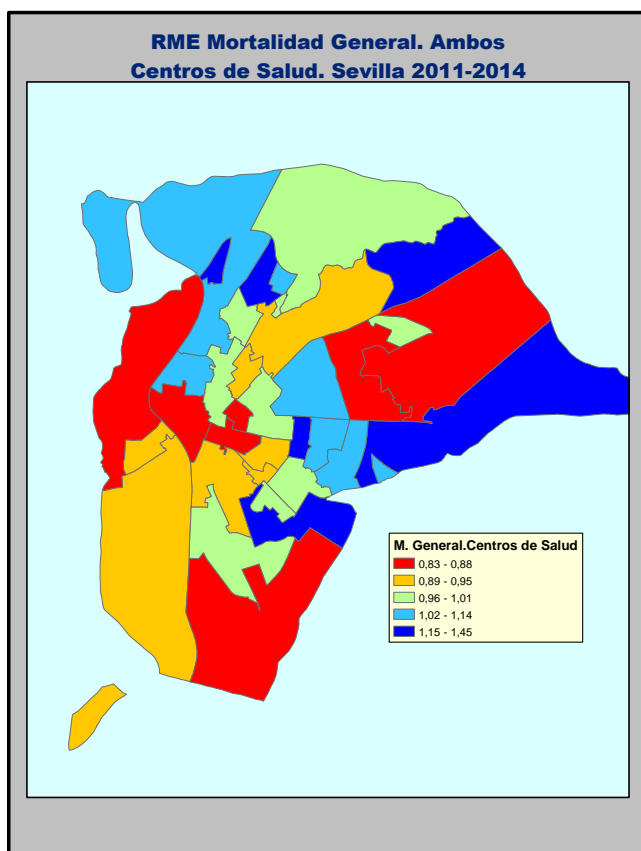 RME Mortalidad General. Ambos
Centros de Salud. Sevilla 2011-2014
M. General.Centros de Salud
0,83 - 0,88
0,89 - 0,95
0,96 - 1,01
1,02 - 1,14
1,15 - 1,45